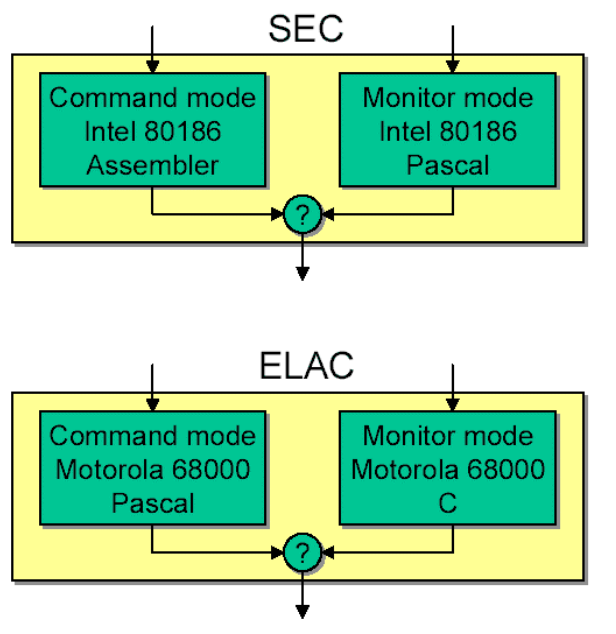 SEC
Command mode
Intel 80186
Assembler
Monitor mode
Intel 80186
Pascal
?
ELAC
Command mode
Motorola 68000
Pascal
Monitor mode
Motorola 68000
C
?